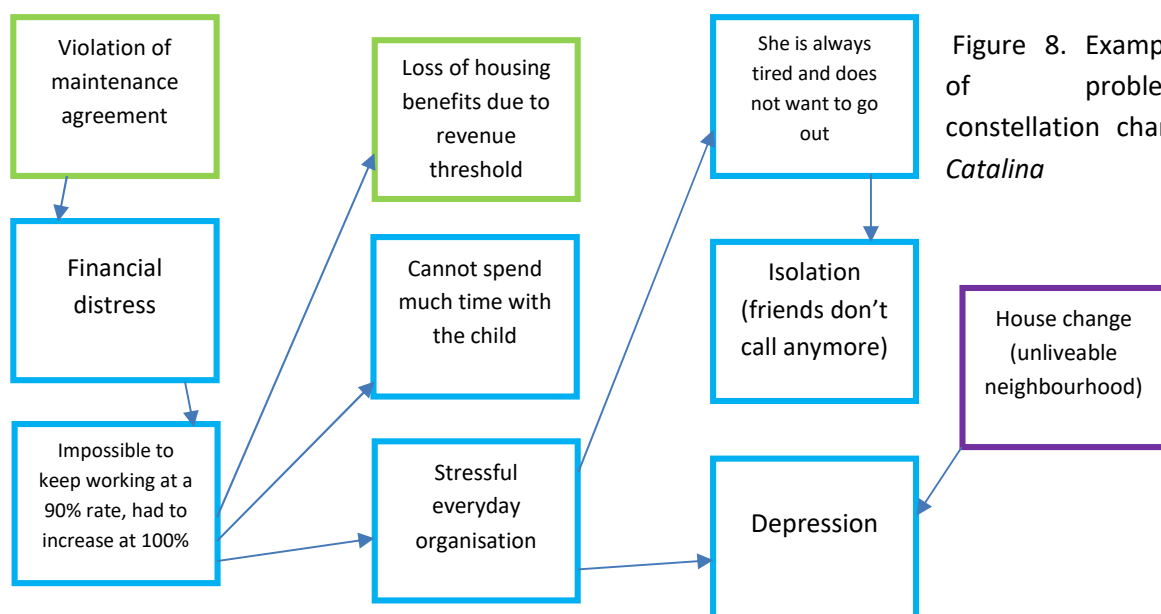 Violation of
maintenance
agreement
Financial
distress
Impossible to
keep working at a
90% rate, had to
increase at 100%
Loss of housing
benefits due to
revenue
threshold
Cannot spend
much time with
the child
Stressful
everyday
organisation
She is always
tired and does
not want to go
out
Isolation
(friends don’t
call anymore)
Depression
House change
(unliveable
neighbourhood)
Figure 8. Examp
of proble
constellation char
Catalina